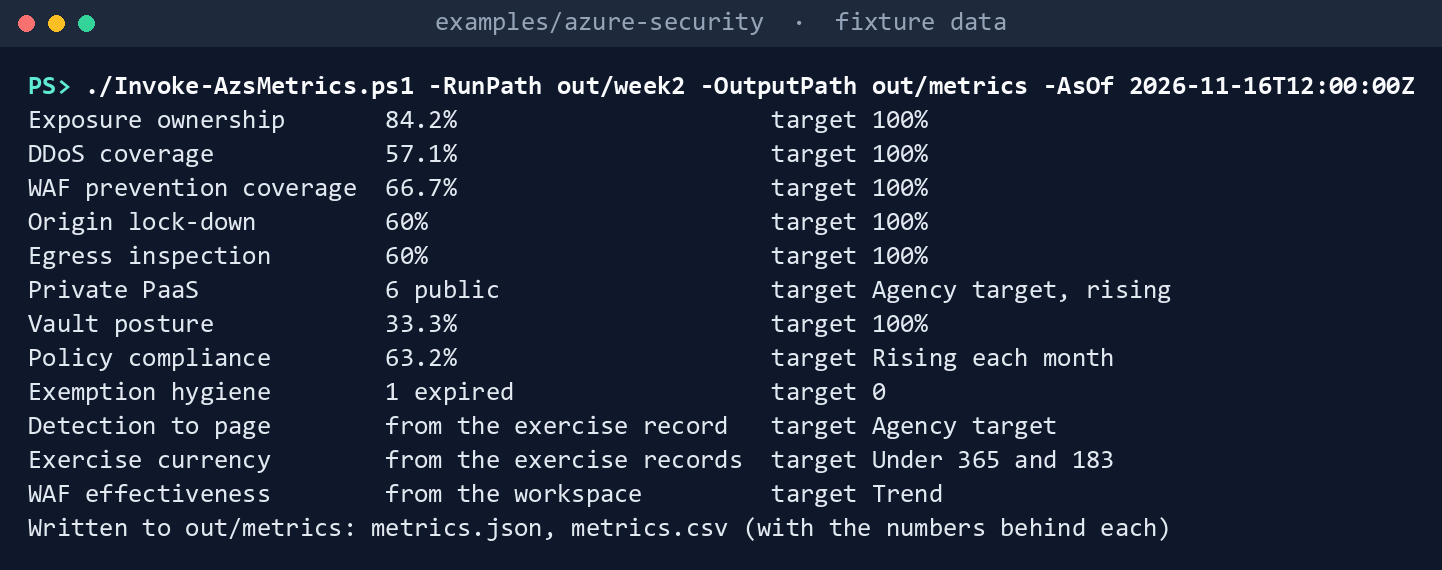 examples/azure-security · fixture data
PS> ./Invoke-AzsMetrics.ps1 -RunPath out/week2 -OutputPath out/metrics -AsOf 2026-11-16T12:00:00Z
Exposure ownership 84.2% target 100%
DDoS coverage 57.1% target 100%
WAF prevention coverage 66.7% target 100%
Origin lock-down 60% target 100%
Egress inspection 60% target 100%
Private PaaS 6 public target Agency target, rising
Vault posture 33.3% target 100%
Policy compliance 63.2% target Rising each month
Exemption hygiene 1 expired target 0
Detection to page from the exercise record target Agency target
Exercise currency from the exercise records target Under 365 and 183
WAF effectiveness from the workspace target Trend
Written to out/metrics: metrics.json, metrics.csv (with the numbers behind each)